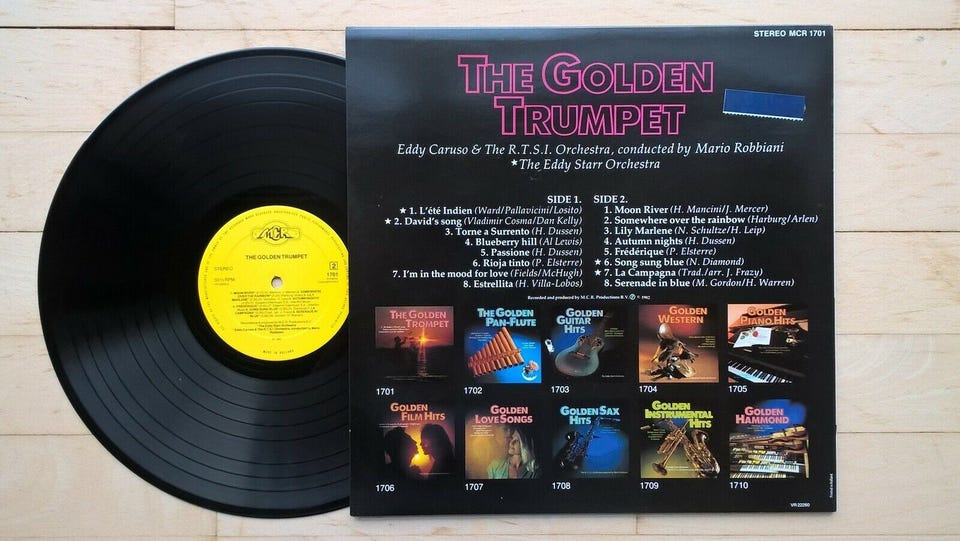 STEREO MCR 1701
THE GOLDEN
TRUMPET
Eddy Caruso & The R.T.S.I. Orchestra, conducted by Mario Robbiani
★The Eddy Starr Orchestra
SIDE 1.
★ 1. L'été Indien (Ward/Pallavicini/Losito)
★ 2. David's song (Vladimir Cosma/Dan Kelly)
3. Torne a Surrento (H. Dussen)
4. Blueberry hill (Al Lewis)
5. Passione (H. Dussen)
6. Rioja tinto (P. Elsterre)
7. I'm in the mood for love (Fields/McHugh)
8. Estrellita (H. Villa-Lobos)
SIDE 2.
1. Moon River (H. Mancini/J. Mercer)
2. Somewhere over the rainbow (Harburg/Arlen)
3. Lily Marlene (N. Schultze/H. Leip)
4. Autumn nights (H. Dussen)
5. Frédérique (P. Elsterre)
★ 6. Song sung blue (N. Diamond)
★ 7. La Campagna (Trad./arr. J. Frazy)
8. Serenade in blue (M. Gordon/H. Warren)
Recorded and produced by M.C.R. Productions B.V. Ⓟ © 1982
THE GOLDEN
TROMPET
1701
THE GOLDEN
PAN-FLUTE
1702
GOLDEN
GUITAR
HITS
1703
GOLDEN
WESTERN
1704
GOLDEN
PIANO HITS
1705
GOLDEN
FILM HITS
1706
GOLDEN
LOVE SONGS
1707
GOLDEN SAX
HITS
1708
GOLDEN
INSTRUMENTAL
HITS
1709
GOLDEN
HAMMOND
1710
VR 22260
MCR
THE GOLDEN TRUMPET
STEREO
2
1701
33⅓ RPM
MADE IN HOLLAND